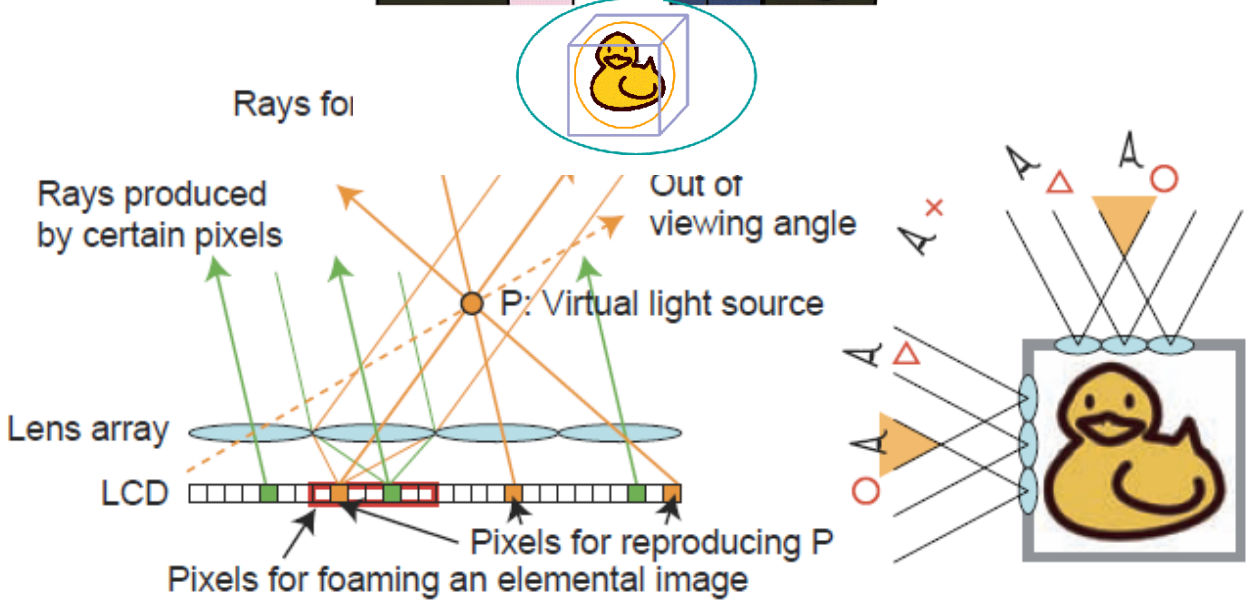 Rays for
Rays produced
by certain pixels
Out of
viewing angle
P: Virtual light source
Lens array
LCD
Pixels for reproducing P
Pixels for foaming an elemental image